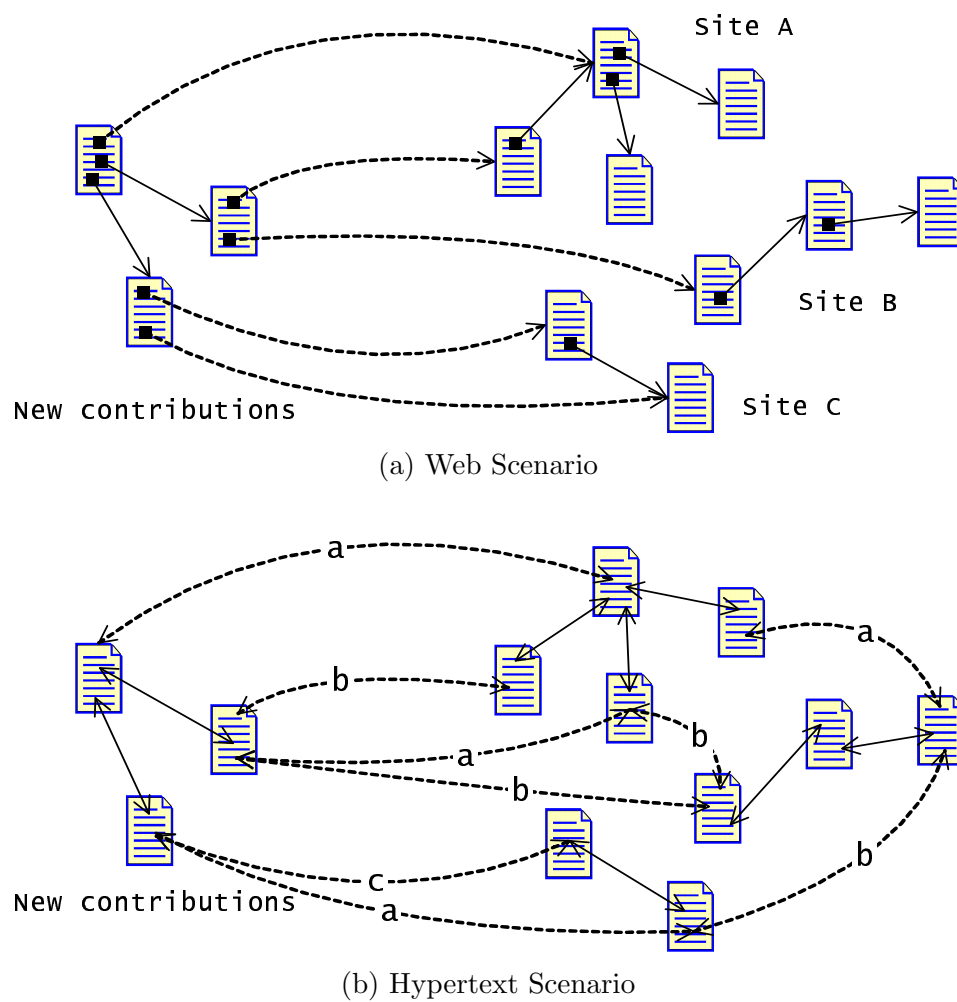 Site A
Site B
Site C
New contributions
(a) Web Scenario
a
a
b
b
a
b
b
c
a
New contributions
(b) Hypertext Scenario